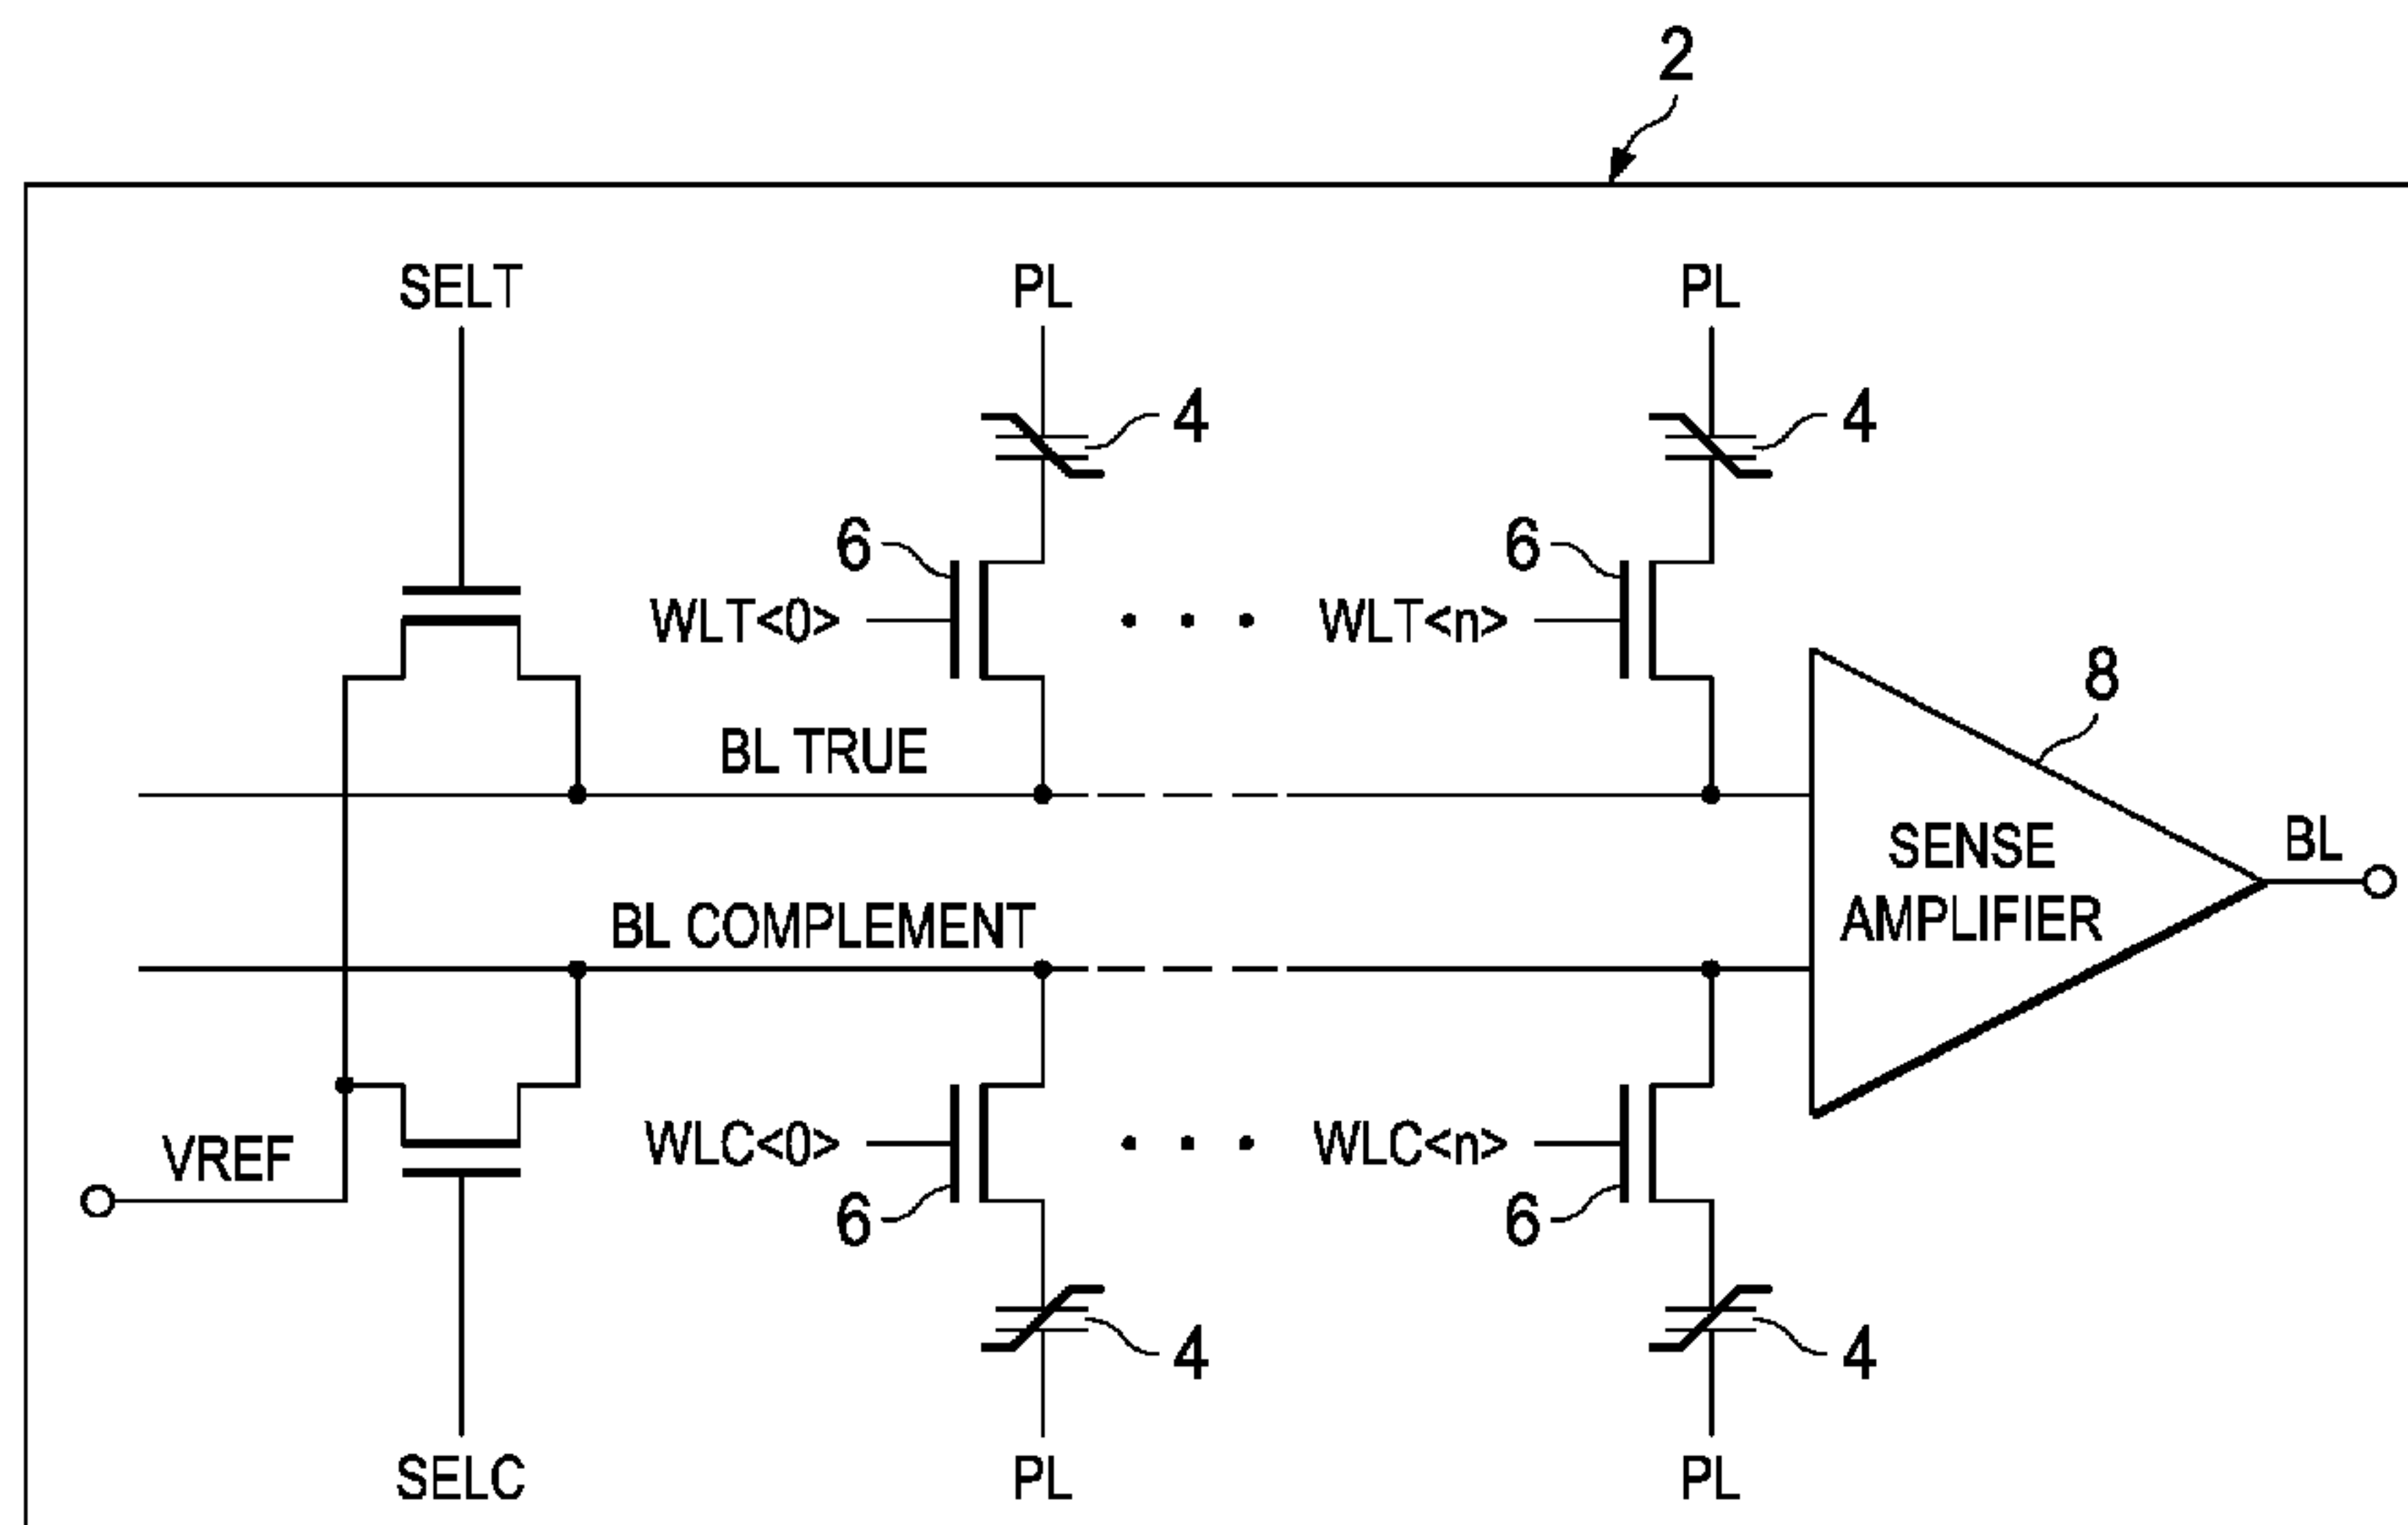 2
SELT
PL
PL
4
4
6
6
WLT<0>
WLT<n>
8
BL TRUE
BL
SENSE
AMPLIFIER
BL COMPLEMENT
WLC<0>
WLC<n>
VREF
6
6
4
4
SELC
PL
PL